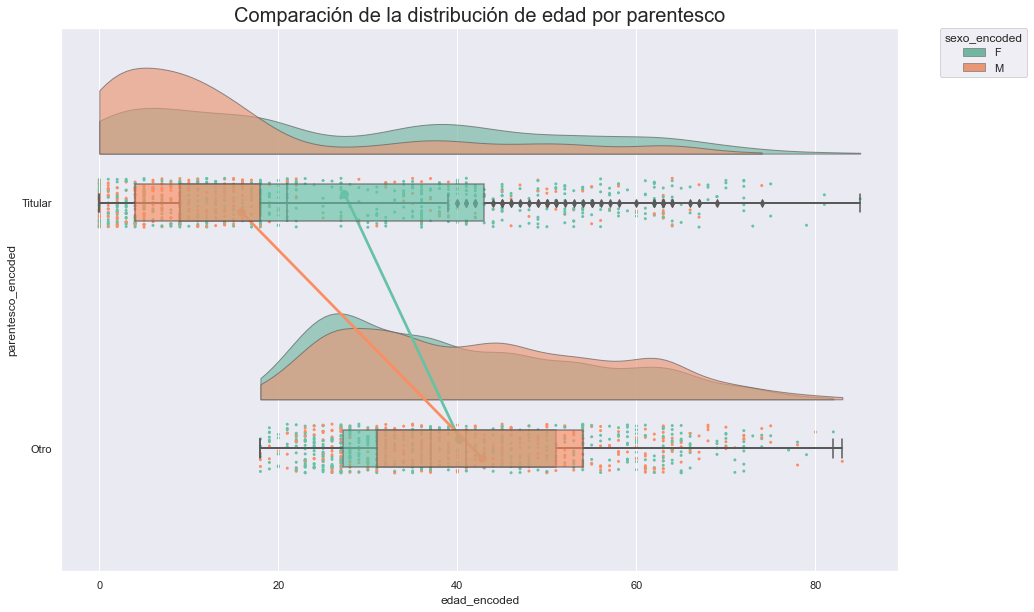 Comparación de la distribución de edad por parentesco
sexo_encoded
F
M
Titular
Otro
parentesco_encoded
0
20
40
60
80
edad_encoded